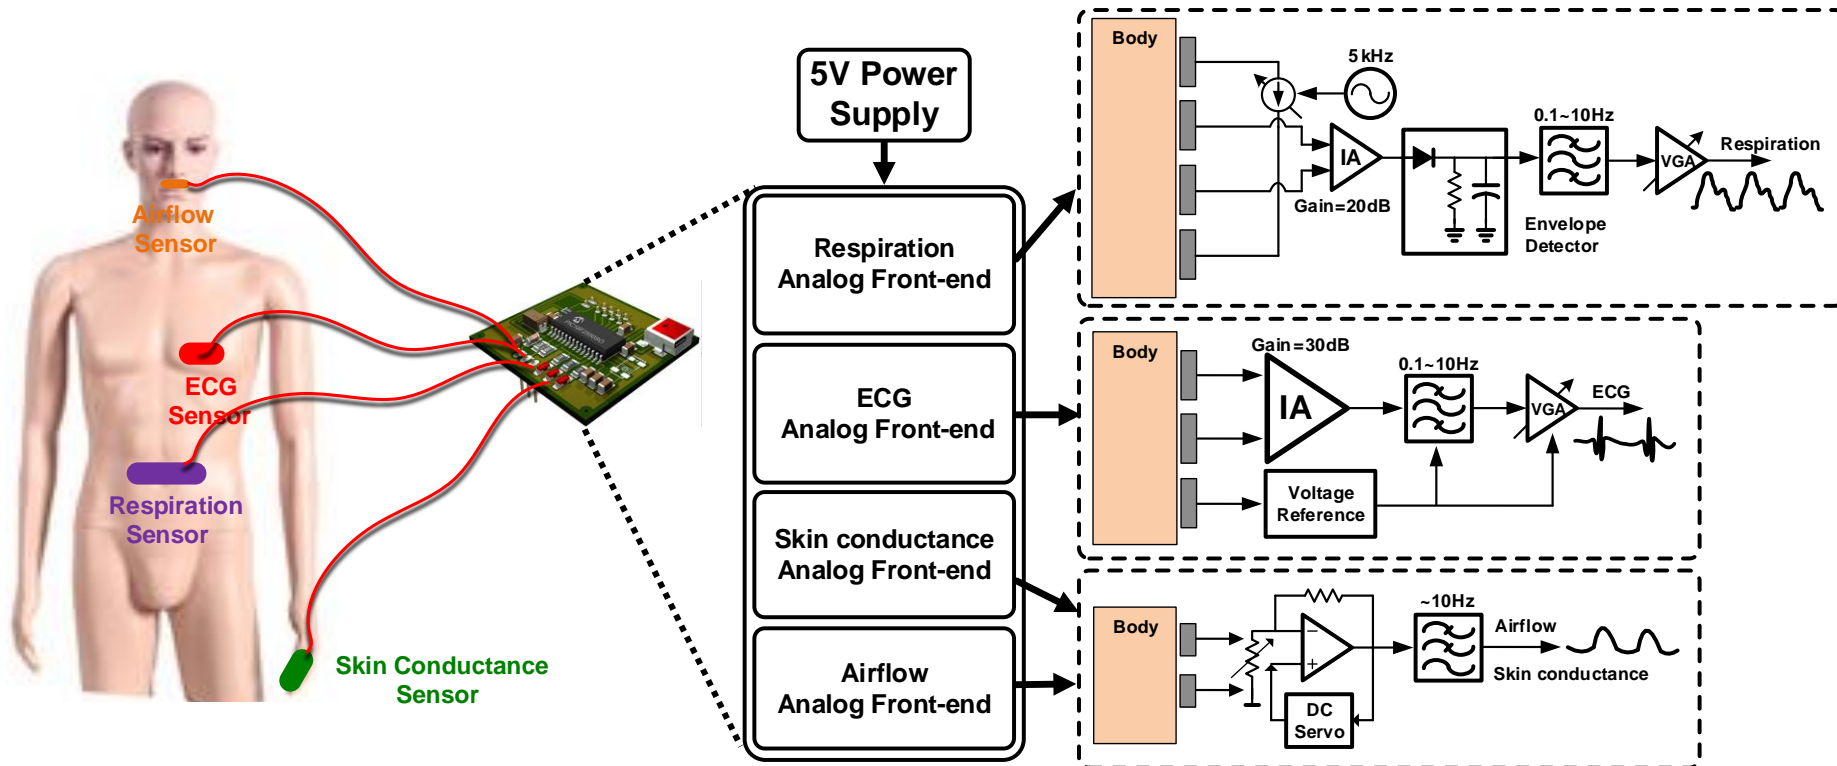 Airflow
Sensor
ECG
Sensor
Respiration
Sensor
Skin Conductance
Sensor
5V Power
Supply
Respiration
Analog Front-end
ECG
Analog Front-end
Skin conductance
Analog Front-end
Airflow
Analog Front-end
Body
5kHz
IA
Gain=20dB
Envelope
Detector
0.1~10Hz
VGA
Respiration
Body
Gain=30dB
IA
0.1~10Hz
VGA
ECG
Voltage
Reference
Body
DC
Servo
~10Hz
Airflow
Skin conductance